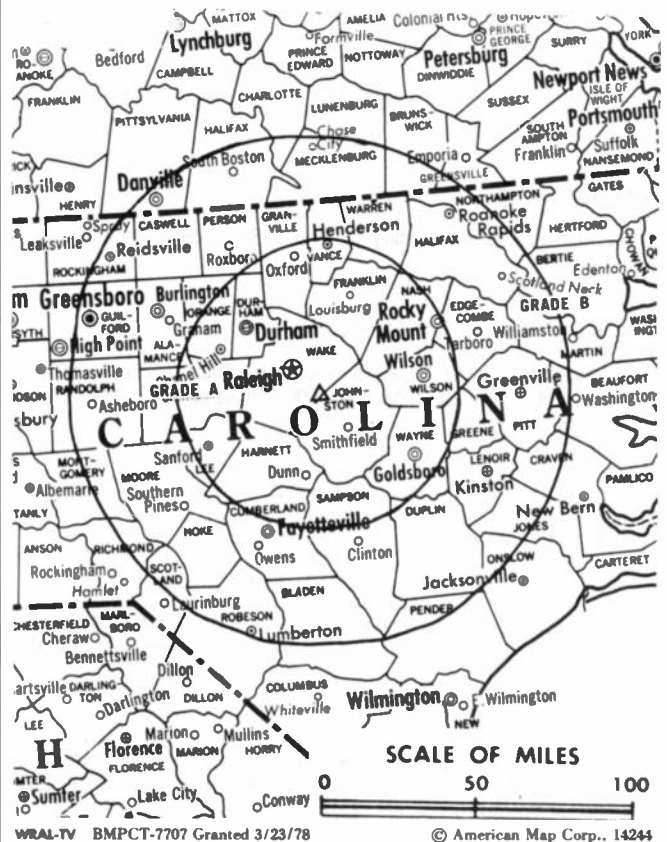 MATTOX
AMELIA
Colonial Hts.
Hopewell
YORK
Lynchburg
Farmville
PRINCE GEORGE
SURRY
RO-
ANOKE
Bedford
PRINCE EDWARD
NOTTOWAY
Petersburg
DINWIDDIE
Newport News
CAMPBELL
CHARLOTTE
ISLE OF WIGHT
FRANKLIN
LUNENBURG
BRUNS-
WICK
SUSSEX
Portsmouth
PITTSYLVANIA
HALIFAX
Chase City
SOUTH
AMPTON
Suffolk
MECKLENBURG
Emporia
Franklin
NANSEMOND
South Boston
GREENSVILLE
Danville
HENRY
GATES
NORTHAMPTON
Spray
CASWELL
PERSON
GRAN-
VILLE
WARREN
Roanoke Rapids
HERTFORD
Leaksville
Reidsville
Henderson
HALIFAX
Roxboro
VANCE
Oxford
BERTIE
CHOWAN
ROCKINGHAM
Edenton
FRANKLIN
NASH
Scotland Neck
Greensboro
Burlington
DUR-
HAM
Louisburg
EDGE-
COMBE
GRADE B
GUIL-
FORD
ORANGE
Rocky Mount
Graham
Durham
Tarboro
Williamston
High Point
ALA-
MANCE
WAKE
MARTIN
Chapel Hill
Wilson
Thomasville
WILSON
Greenville
BEAUFORT
RANDOLPH
GRADE A
Raleigh
JOHN-
STON
Washington
Asheboro
PITT
C A R O L I N A
Smithfield
WAYNE
GREENE
HARNETT
Sanford
LEE
LENOIR
CRAVEN
MONT-
GOMERY
MOORE
Dunn
Goldsboro
Kinston
PAMLICO
Albemarle
Southern Pines
SAMPSON
CUMBERLAND
DUPLIN
New Bern
HOKE
Fayetteville
JONES
ANSON
RICHMOND
Owens
Clinton
ONSLOW
CARTERET
Rockingham
SCOT-
LAND
Hamlet
Jacksonville
BLADEN
Laurinburg
PENDER
CHESTERFIELD
MARL-
BORO
ROBESON
Cheraw
Lumberton
Bennettsville
Dillon
DARLING-
TON
COLUMBUS
DILLON
Wilmington
E. Wilmington
Darlington
Whiteville
LEE
NEW
Marion
Mullins
H
Florence
MARION
HORRY
FLORENCE
Sumter
Lake City
Conway
SCALE OF MILES
0 50 100
WRAL-TV BMPCT-7707 Granted 3/23/78 © American Map Corp., 14244